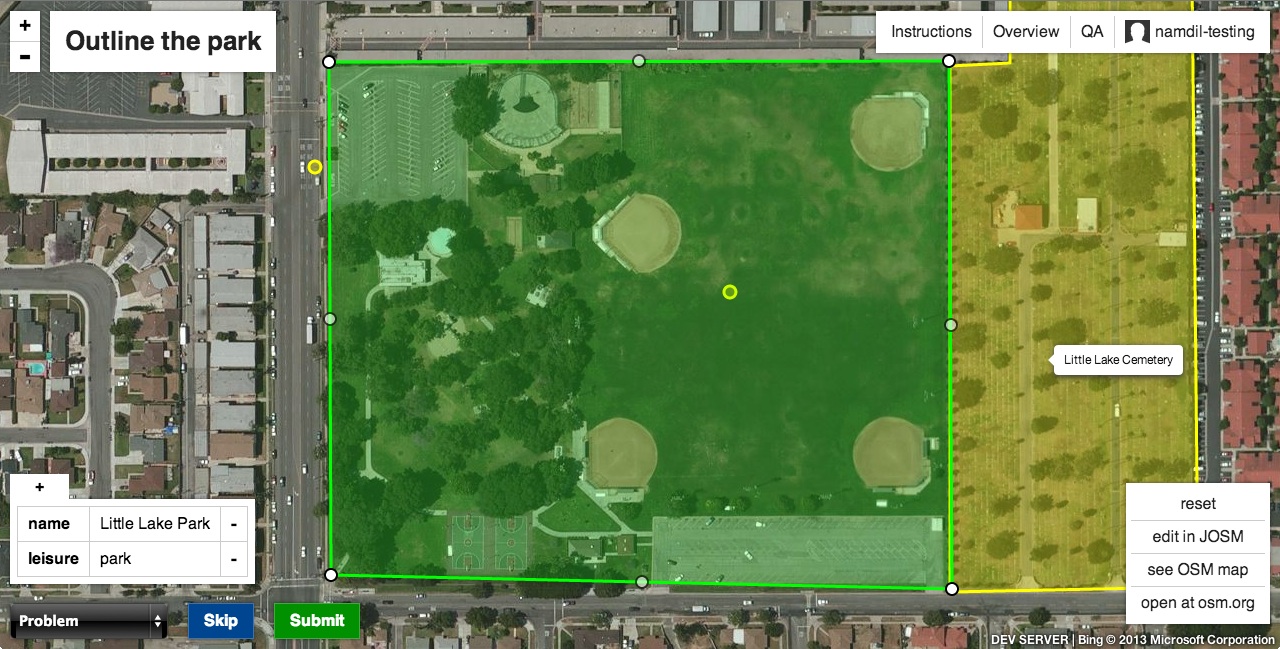 +
-
Outline the park
Instructions
Overview
QA
namdil-testing
Little Lake Cemetery
+
name Little Lake Park -
leisure park -
Problem
Skip
Submit
reset
edit in JOSM
see OSM map
open at osm.org
DEV SERVER | Bing © 2013 Microsoft Corporation